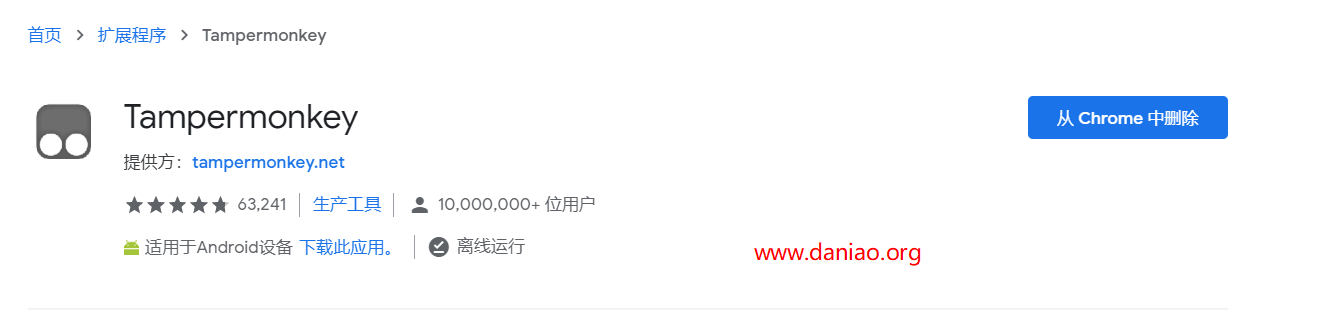 首页 > 扩展程序 > Tampermonkey
Tampermonkey
从 Chrome 中删除
提供方： tampermonkey.net
63,241 | 生产工具 | 10,000,000+ 位用户
适用于Android设备 下载此应用。 | 离线运行
www.daniao.org